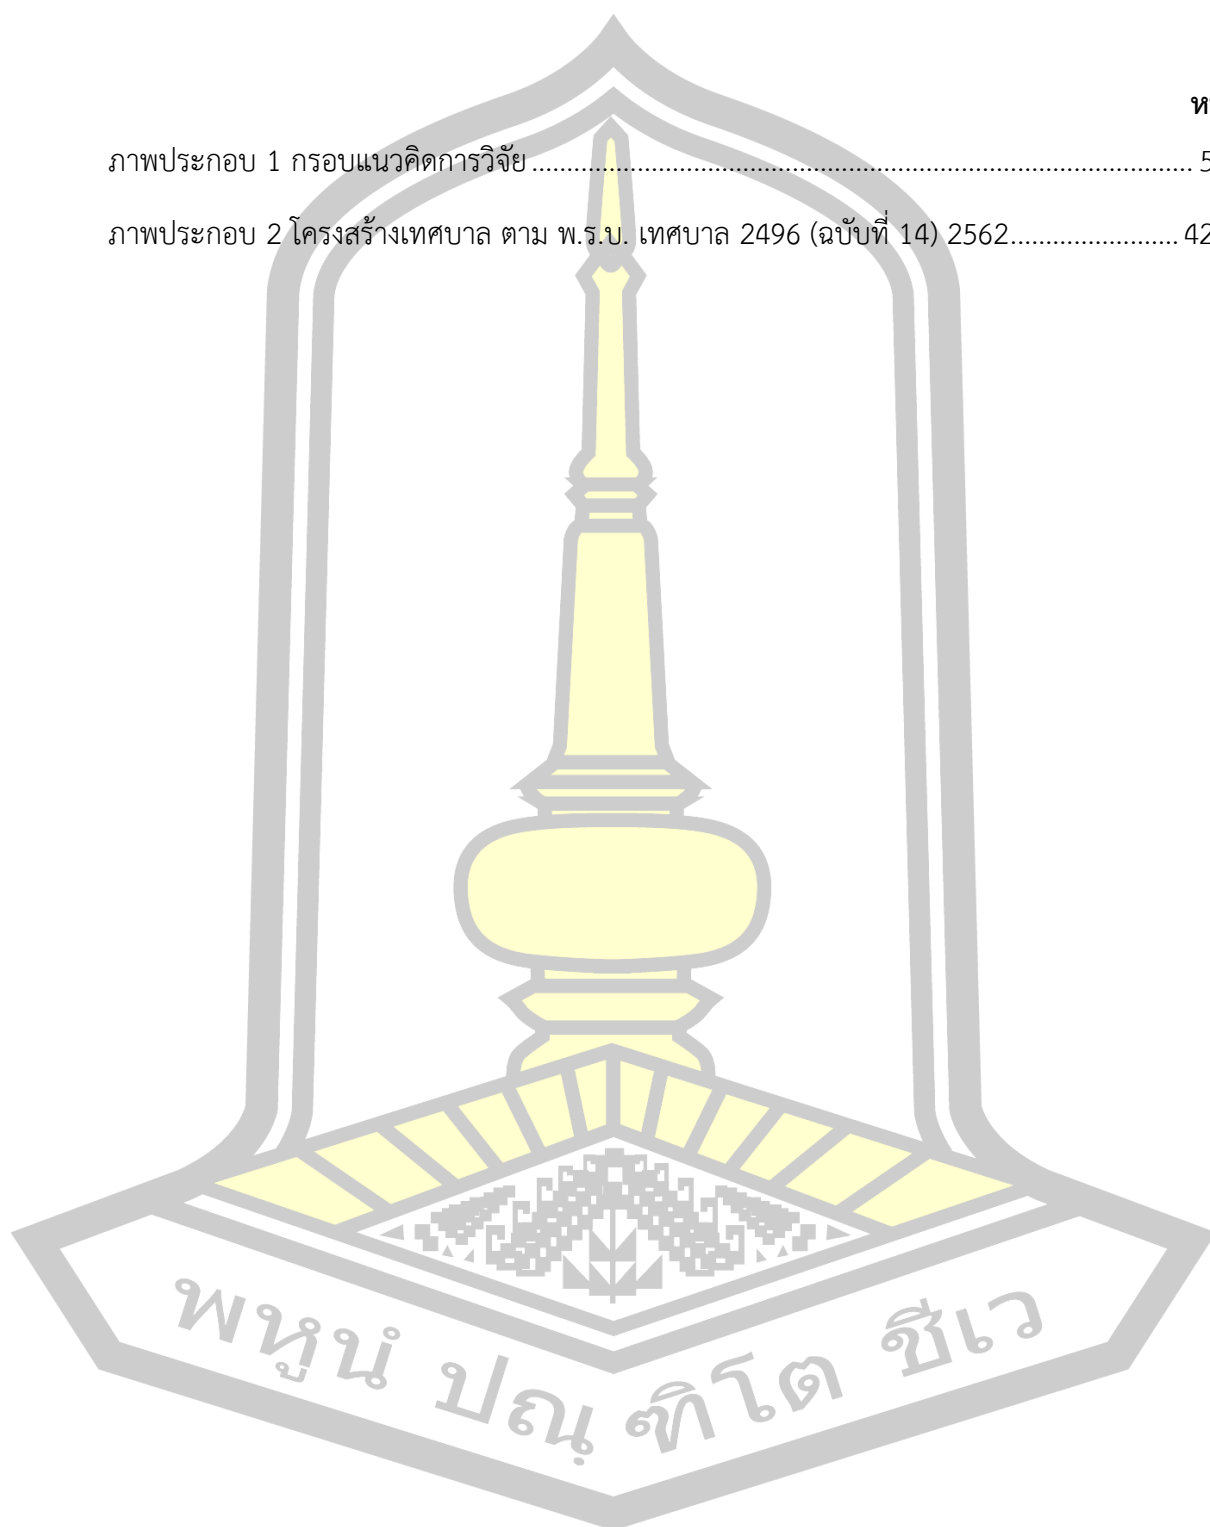 ภาพประกอบ 1 กรอบแนวคิดการวิจัย.............................................................................................. 5
ภาพประกอบ 2 โครงสร้างเทศบาล ตาม พ.ร.บ. เทศบาล 2496 (ฉบับที่ 14) 2562........................ 42
พหูนํ ปณฺฑิโต ชีเว